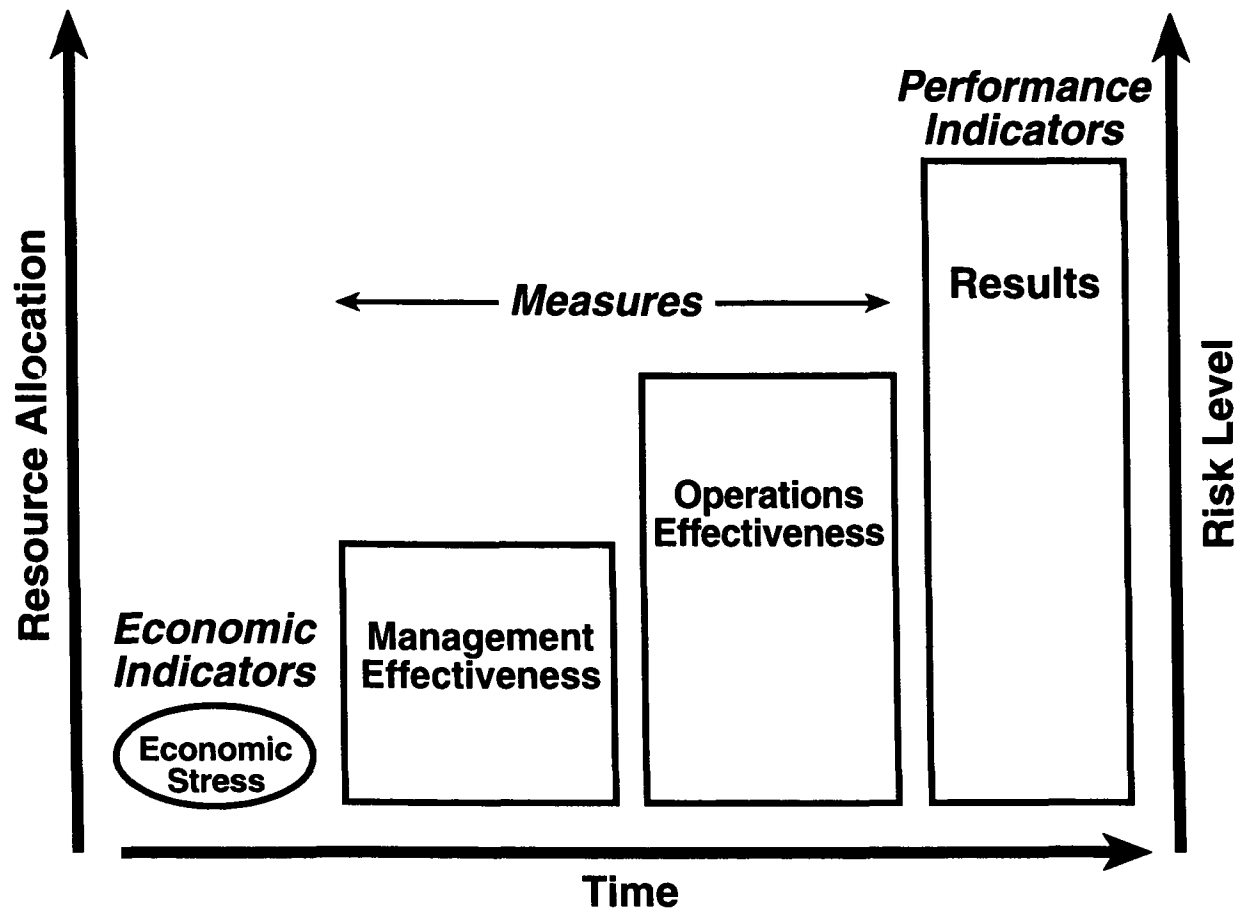 Performance
Indicators
Results
Measures
Operations
Effectiveness
Management
Effectiveness
Economic
Indicators
Economic
Stress
Resource Allocation
Risk Level
Time